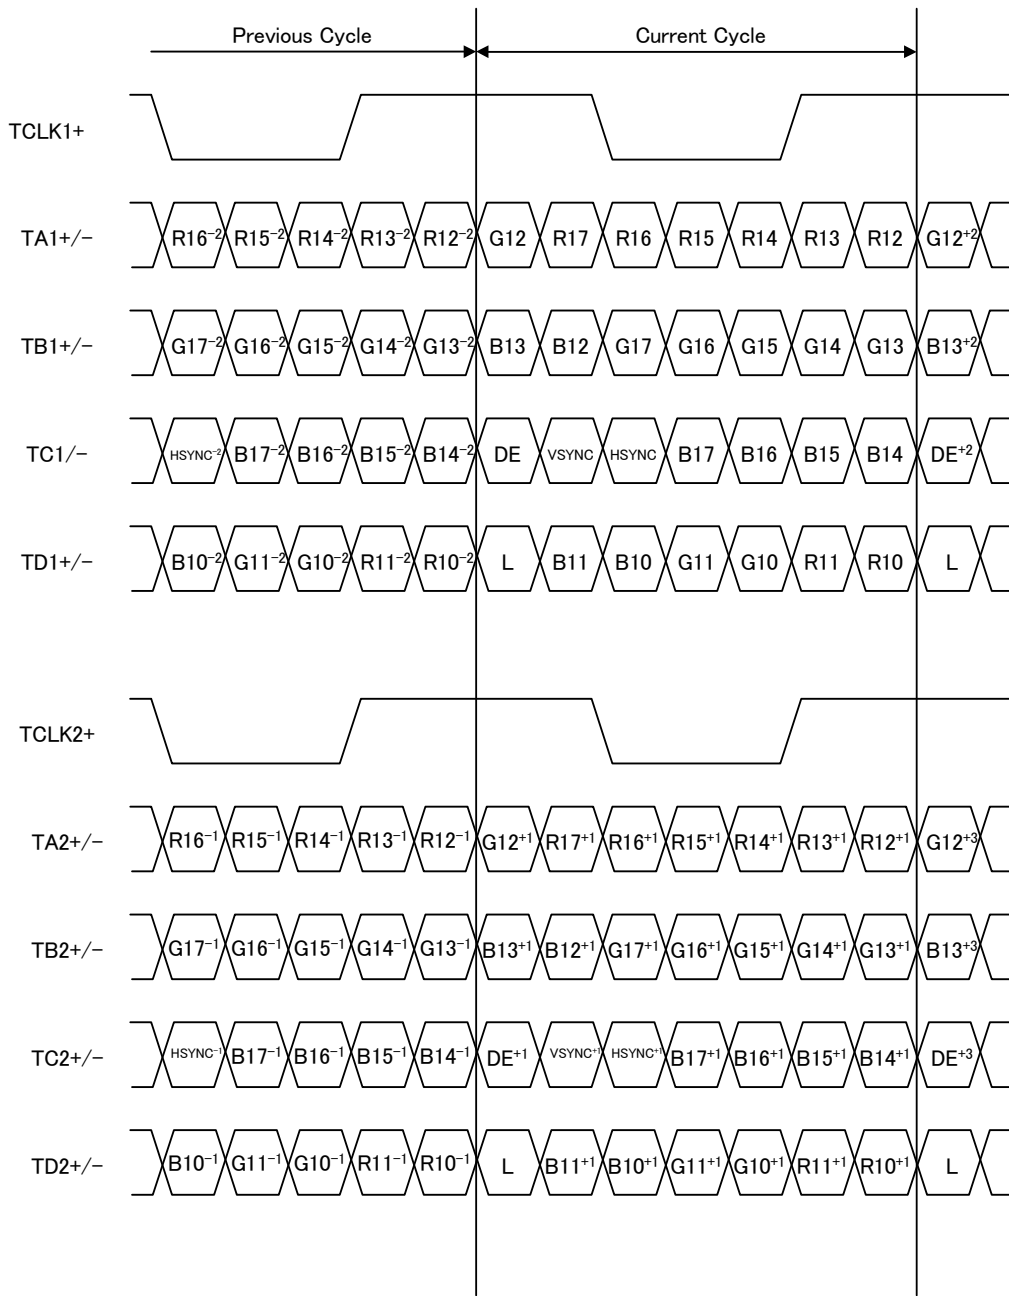 Previous Cycle Current Cycle
TCLK1+
TA1+/- R16⁻² R15⁻² R14⁻² R13⁻² R12⁻² G12 R17 R16 R15 R14 R13 R12 G12⁺²
TB1+/- G17⁻² G16⁻² G15⁻² G14⁻² G13⁻² B13 B12 G17 G16 G15 G14 G13 B13⁺²
TC1/- HSYNC⁻² B17⁻² B16⁻² B15⁻² B14⁻² DE VSYNC HSYNC B17 B16 B15 B14 DE⁺²
TD1+/- B10⁻² G11⁻² G10⁻² R11⁻² R10⁻² L B11 B10 G11 G10 R11 R10 L
TCLK2+
TA2+/- R16⁻¹ R15⁻¹ R14⁻¹ R13⁻¹ R12⁻¹ G12⁺¹ R17⁺¹ R16⁺¹ R15⁺¹ R14⁺¹ R13⁺¹ R12⁺¹ G12⁺³
TB2+/- G17⁻¹ G16⁻¹ G15⁻¹ G14⁻¹ G13⁻¹ B13⁺¹ B12⁺¹ G17⁺¹ G16⁺¹ G15⁺¹ G14⁺¹ G13⁺¹ B13⁺³
TC2+/- HSYNC⁻¹ B17⁻¹ B16⁻¹ B15⁻¹ B14⁻¹ DE⁺¹ VSYNC⁺¹ HSYNC⁺¹ B17⁺¹ B16⁺¹ B15⁺¹ B14⁺¹ DE⁺³
TD2+/- B10⁻¹ G11⁻¹ G10⁻¹ R11⁻¹ R10⁻¹ L B11⁺¹ B10⁺¹ G11⁺¹ G10⁺¹ R11⁺¹ R10⁺¹ L